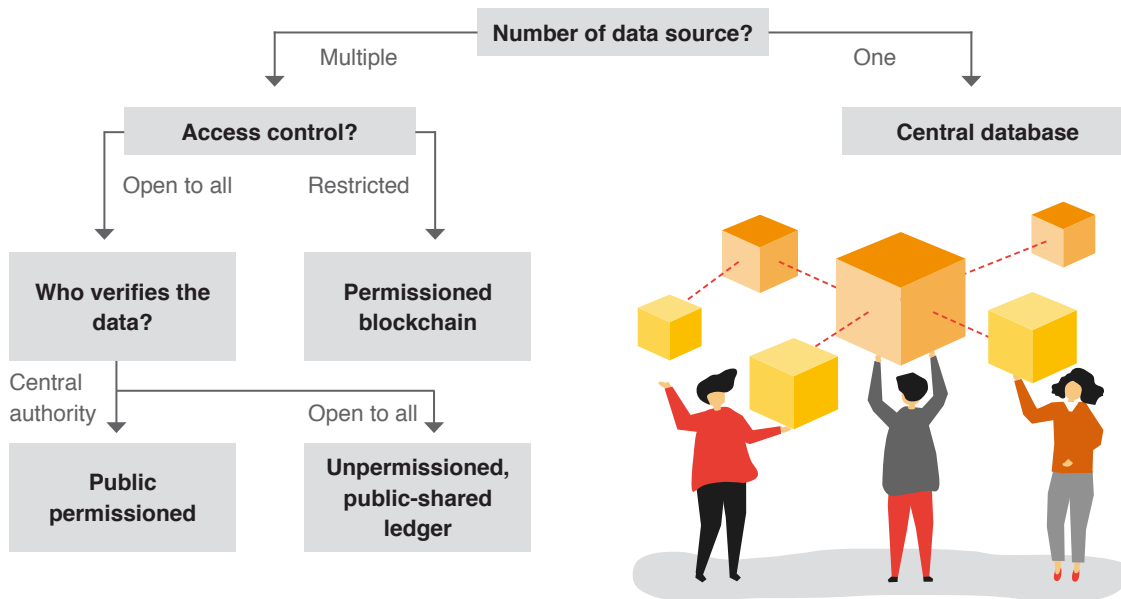 Number of data source?
Multiple
One
Access control?
Central database
Open to all
Restricted
Who verifies the
data?
Permissioned
blockchain
Central
authority
Open to all
Public
permissioned
Unpermissioned,
public-shared
ledger